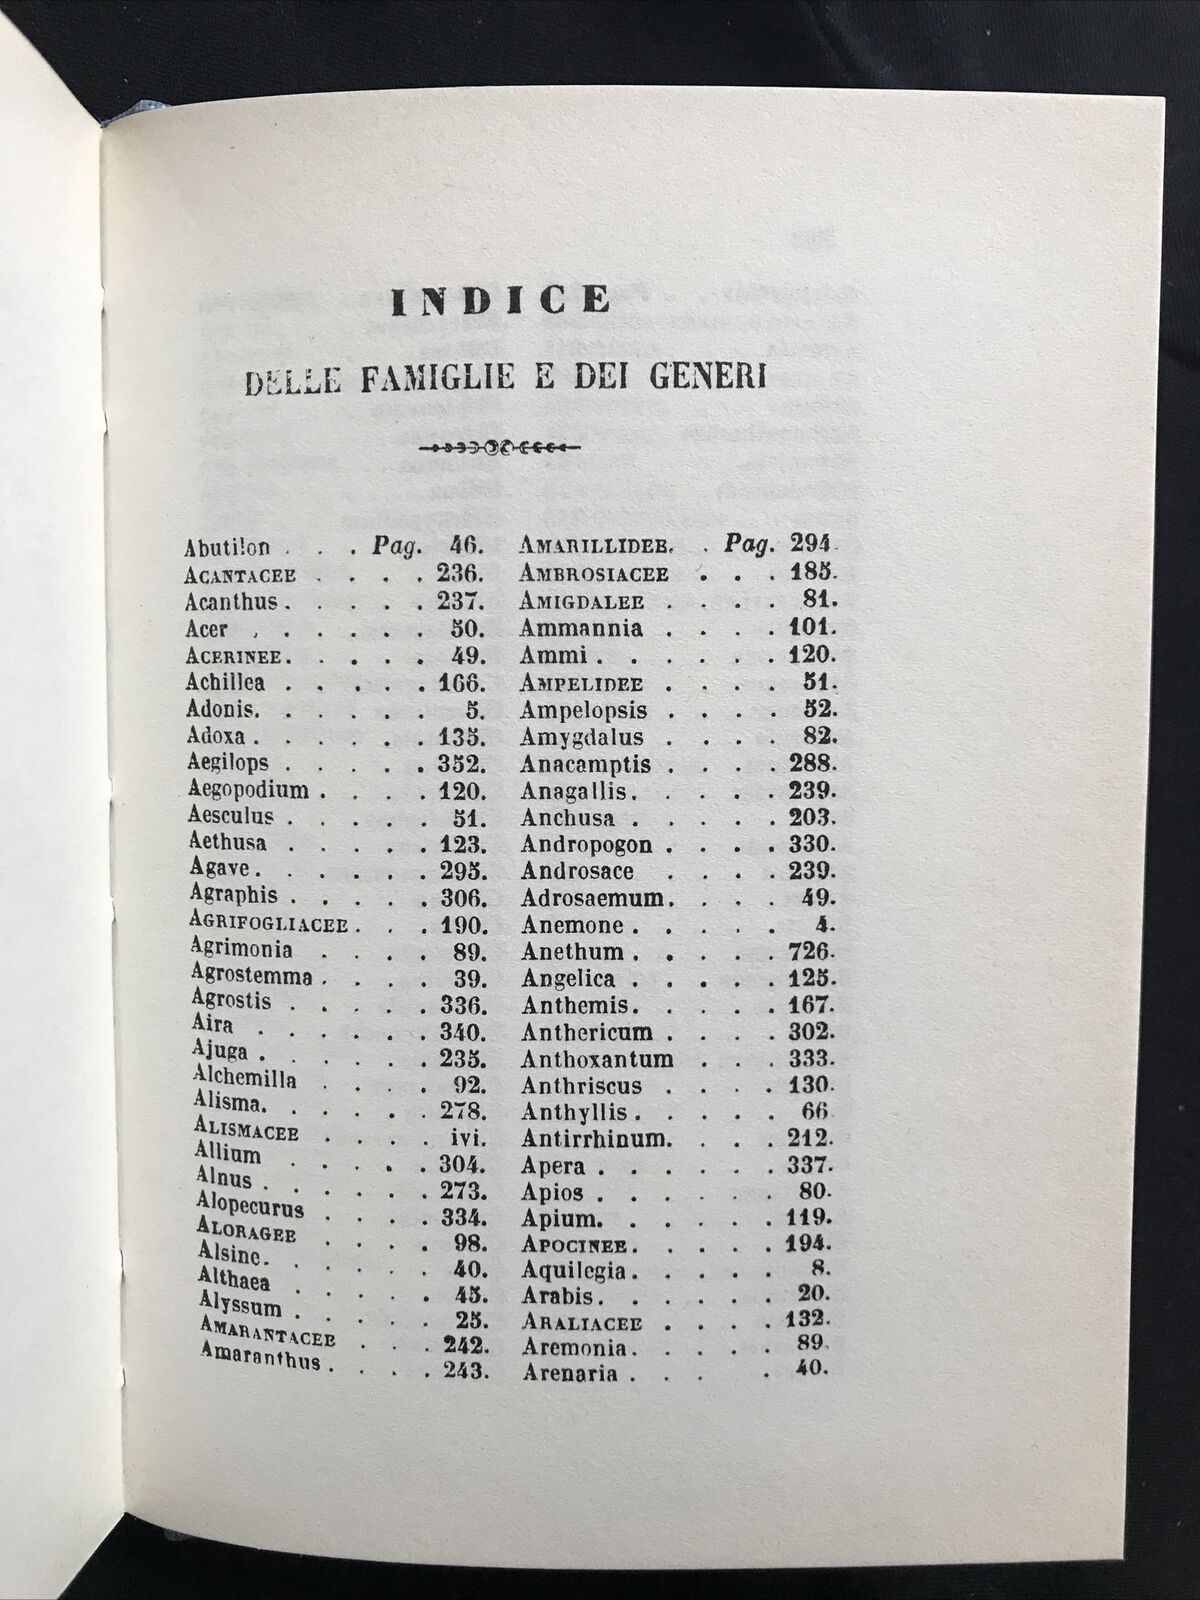 INDICE
DELLE FAMIGLIE E DEI GENERI
Abutilon . . . Pag. 46.
ACANTACEE . . . . 236.
Acanthus . . . . . 237.
Acer . . . . . . 50.
ACERINEE. . . . . 49.
Achillea . . . . . 166.
Adonis. . . . . . 5.
Adoxa . . . . . . 135.
Aegilops . . . . . 352.
Aegopodium . . . . 120.
Aesculus . . . . . 51.
Aethusa . . . . . 123.
Agave. . . . . . 295.
Agraphis . . . . . 306.
AGRIFOGLIACEE . . . 190.
Agrimonia . . . . 89.
Agrostemma . . . . 39.
Agrostis . . . . . 336.
Aira . . . . . . 340.
Ajuga . . . . . . 235.
Alchemilla . . . . 92.
Alisma. . . . . . 278.
ALISMACEE . . . . ivi.
Allium . . . . . 304.
Alnus . . . . . . 273.
Alopecurus . . . . 334.
ALORAGEE . . . . 98.
Alsine. . . . . . 40.
Althaea . . . . . 45.
Alyssum . . . . . 25.
AMARANTACEE . . . 242.
Amaranthus . . . . 243.
AMARILLIDEE. . Pag. 294.
AMBROSIACEE . . . 185.
AMIGDALEE . . . . 81.
Ammannia . . . . 101.
Ammi . . . . . . 120.
AMPELIDEE . . . . 51.
Ampelopsis . . . . 52.
Amygdalus . . . . 82.
Anacamptis . . . . 288.
Anagallis. . . . . 239.
Anchusa . . . . . 203.
Andropogon . . . . 330.
Androsace . . . . 239.
Adrosaemum. . . . 49.
Anemone . . . . . 4.
Anethum . . . . . 726.
Angelica . . . . . 125.
Anthemis. . . . . 167.
Anthericum . . . . 302.
Anthoxantum . . . 333.
Anthriscus . . . . 130.
Anthyllis . . . . . 66
Antirrhinum. . . . 212.
Apera . . . . . . 337.
Apios . . . . . . 80.
Apium. . . . . . 119.
APOCINEE . . . . . 194.
Aquilegia . . . . . 8.
Arabis. . . . . . 20.
ARALIACEE . . . . 132.
Aremonia. . . . . 89.
Arenaria . . . . 40.